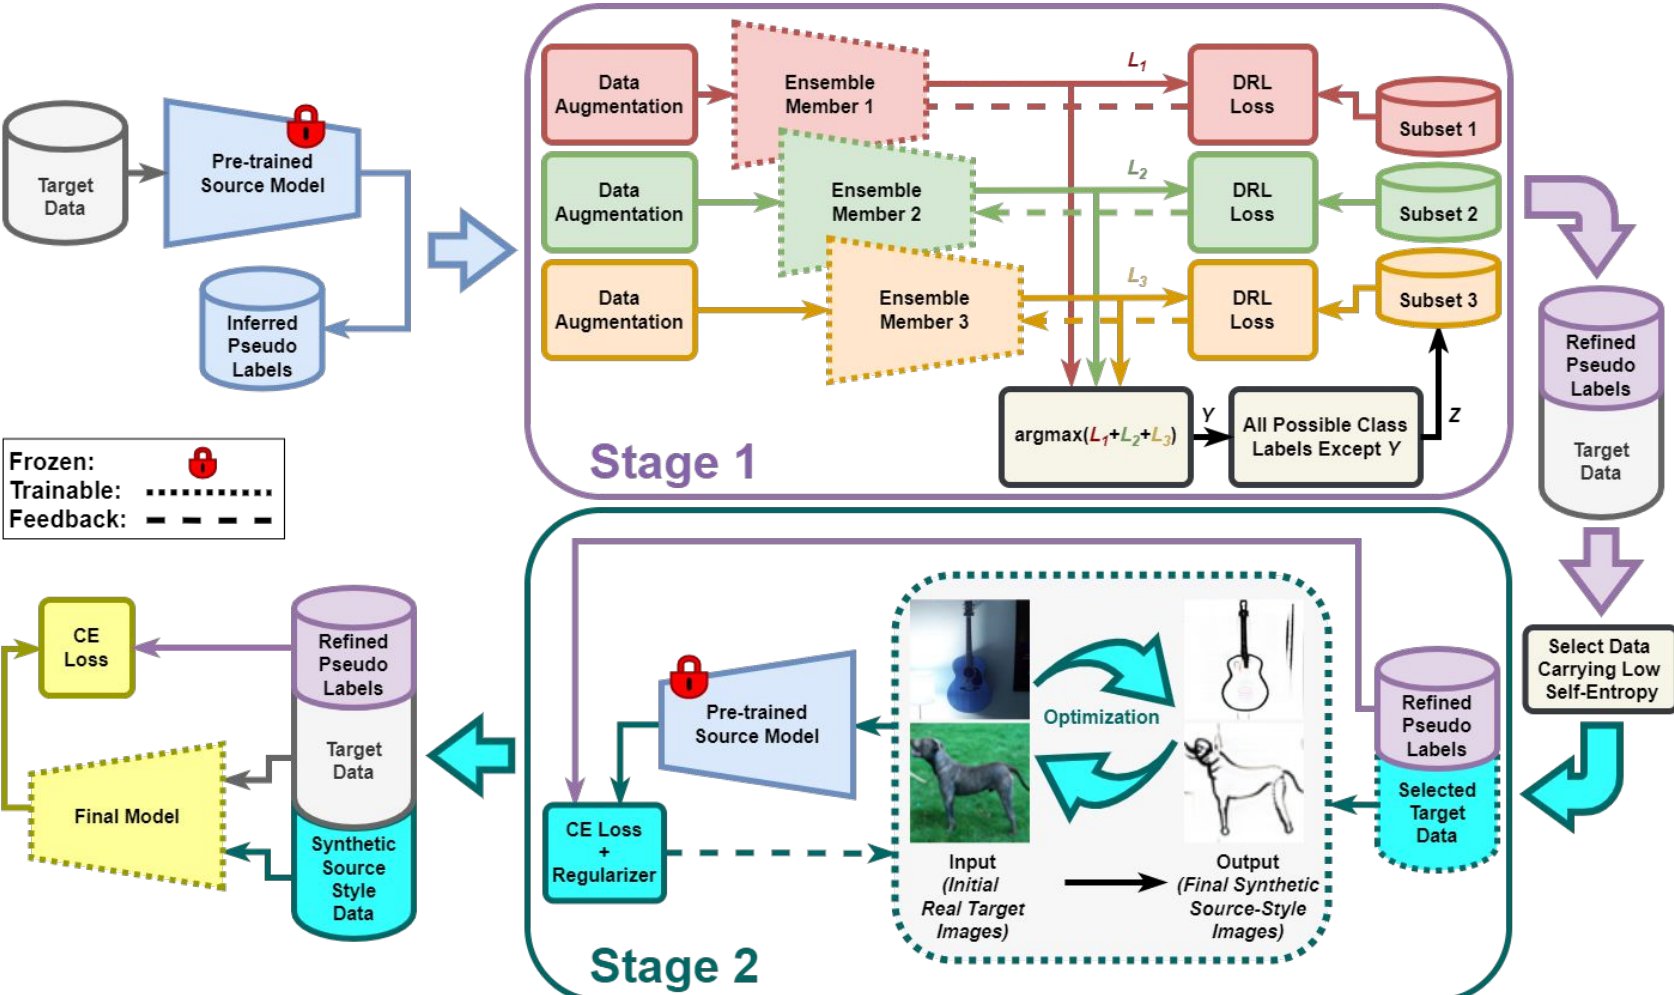 Target
Data
Pre-trained
Source Model
Inferred
Pseudo
Labels
Data
Augmentation
Ensemble
Member 1
L1
DRL
Loss
Subset 1
Data
Augmentation
Ensemble
Member 2
L2
DRL
Loss
Subset 2
Data
Augmentation
Ensemble
Member 3
L3
DRL
Loss
Subset 3
argmax(L1+L2+L3)
Y
All Possible Class
Labels Except Y
Z
Stage 1
Refined
Pseudo
Labels
Target
Data
Select Data
Carrying Low
Self-Entropy
Frozen:
Trainable:
Feedback:
Refined
Pseudo
Labels
Selected
Target
Data
Optimization
Input
(Initial
Real Target
Images)
Output
(Final Synthetic
Source-Style
Images)
Pre-trained
Source Model
CE Loss
+
Regularizer
Stage 2
Refined
Pseudo
Labels
Target
Data
Synthetic
Source
Style
Data
CE
Loss
Final Model